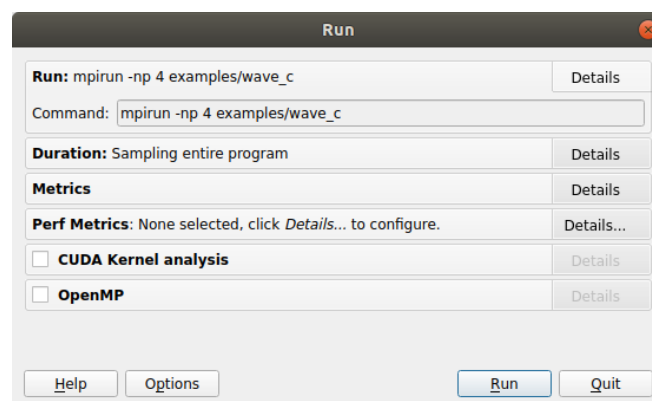 Run
Run: mpirun -np 4 examples/wave_c Details
Command: mpirun -np 4 examples/wave_c
Duration: Sampling entire program Details
Metrics Details
Perf Metrics: None selected, click Details... to configure. Details...
CUDA Kernel analysis Details
OpenMP Details
Help Options Run Quit